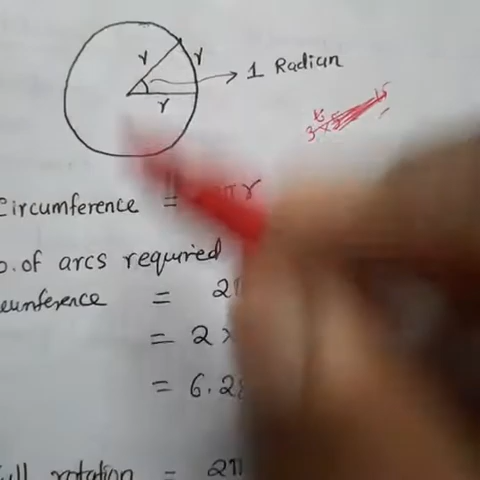 r r
r
1 Radian
Circumference = 2πr
o. of arcs required
cumference = 2π
= 2 ×
= 6.28
ull rotation = 2π